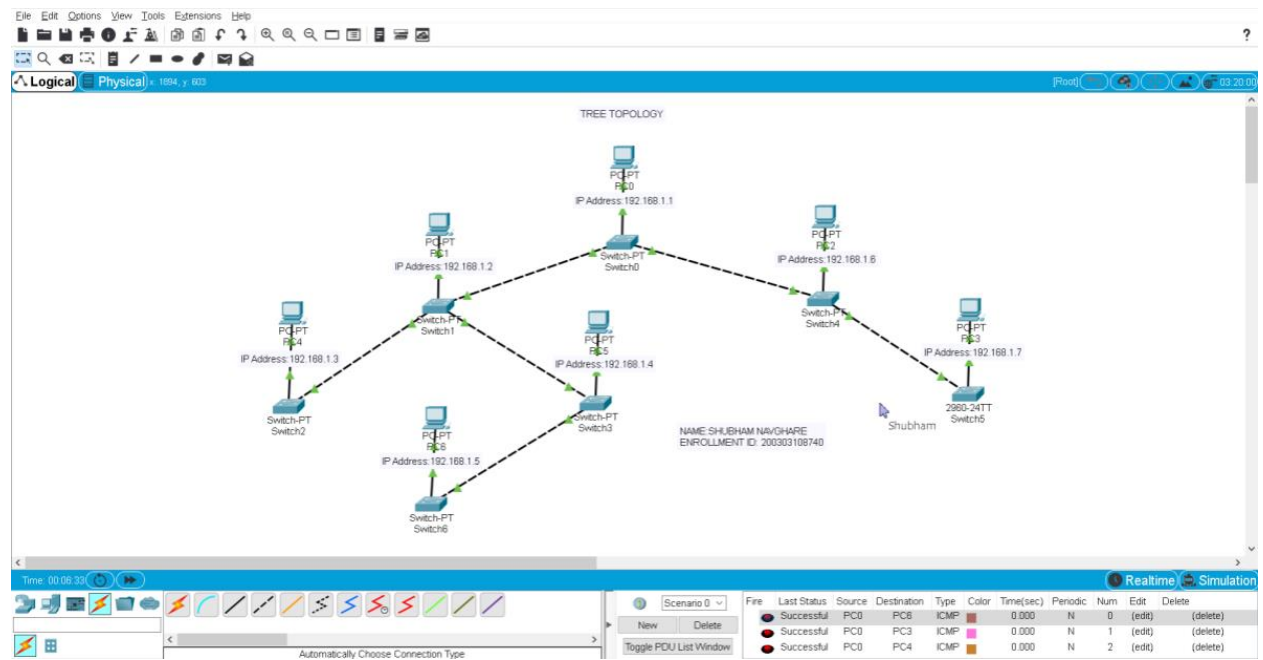 File Edit Options View Tools Extensions Help
?
Logical Physical x: 1894, y: 603 [Root] 03:20:00
TREE TOPOLOGY
PC-PT
PC0
IP Address:192.168.1.1
Switch-PT
Switch0
PC-PT
PC1
IP Address:192.168.1.2
Switch-PT
Switch1
PC-PT
PC2
IP Address:192.168.1.6
Switch-PT
Switch4
PC-PT
PC4
IP Address:192.168.1.3
Switch-PT
Switch2
PC-PT
PC5
IP Address:192.168.1.4
Switch-PT
Switch3
PC-PT
PC3
IP Address:192.168.1.7
2960-24TT
Switch5
PC-PT
PC6
IP Address:192.168.1.5
Switch-PT
Switch6
Shubham
NAME:SHUBHAM NAVGHARE
ENROLLMENT ID: 200303108740
Time: 00:06:33 Realtime Simulation
Automatically Choose Connection Type
Scenario 0
New Delete
Toggle PDU List Window
Fire Last Status Source Destination Type Color Time(sec) Periodic Num Edit Delete
Successful PC0 PC6 ICMP 0.000 N 0 (edit) (delete)
Successful PC0 PC3 ICMP 0.000 N 1 (edit) (delete)
Successful PC0 PC4 ICMP 0.000 N 2 (edit) (delete)